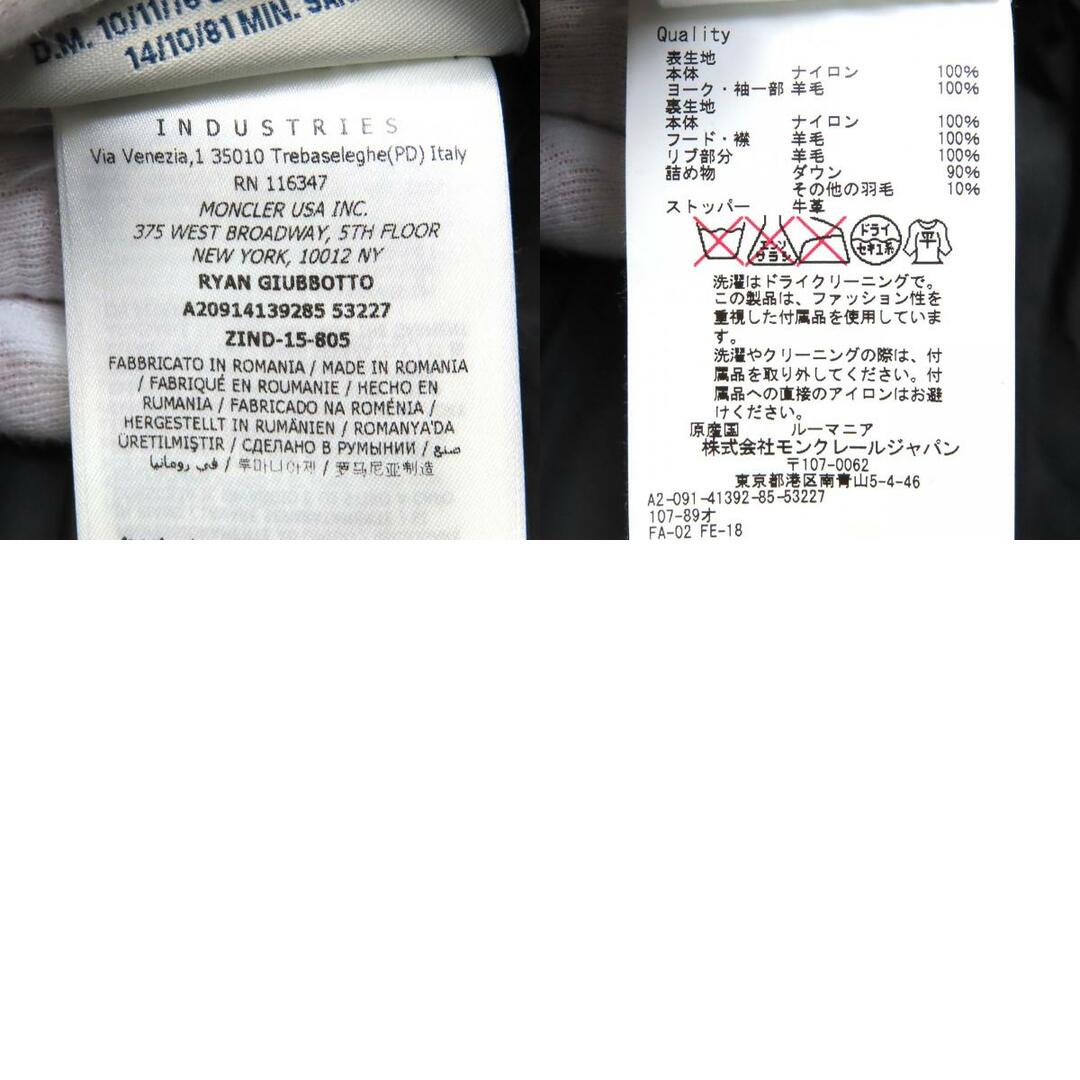 D.M. 10/11/76
14/10/81 MIN. SAN
INDUSTRIES
Via Venezia,1 35010 Trebaseleghe(PD) Italy
RN 116347
MONCLER USA INC.
375 WEST BROADWAY, 5TH FLOOR
NEW YORK, 10012 NY
RYAN GIUBBOTTO
A20914139285 53227
ZIND-15-805
FABBRICATO IN ROMANIA / MADE IN ROMANIA
/ FABRIQUÉ EN ROUMANIE / HECHO EN
RUMANIA / FABRICADO NA ROMÉNIA /
HERGESTELLT IN RUMÄNIEN / ROMANYA'DA
ÜRETILMIŞTIR / СДЕЛАНО В РУМЫНИИ / صنع
في رومانيا / 루마니아제 / 罗马尼亚制造
Quality
表生地
本体 ナイロン 100%
ヨーク・袖一部 羊毛 100%
裏生地
本体 ナイロン 100%
フード・襟 羊毛 100%
リブ部分 羊毛 100%
詰め物 ダウン 90%
その他の羽毛 10%
ストッパー 牛革
エンソサラシ
ドライ
セキユ系
平
洗濯はドライクリーニングで。
この製品は、ファッション性を
重視した付属品を使用していま
す。
洗濯やクリーニングの際は、付
属品を取り外してください。付
属品への直接のアイロンはお避
けください。
原産国 ルーマニア
株式会社モンクレールジャパン
〒107-0062
東京都港区南青山5-4-46
A2-091-41392-85-53227
107-89才
FA-02 FE-18